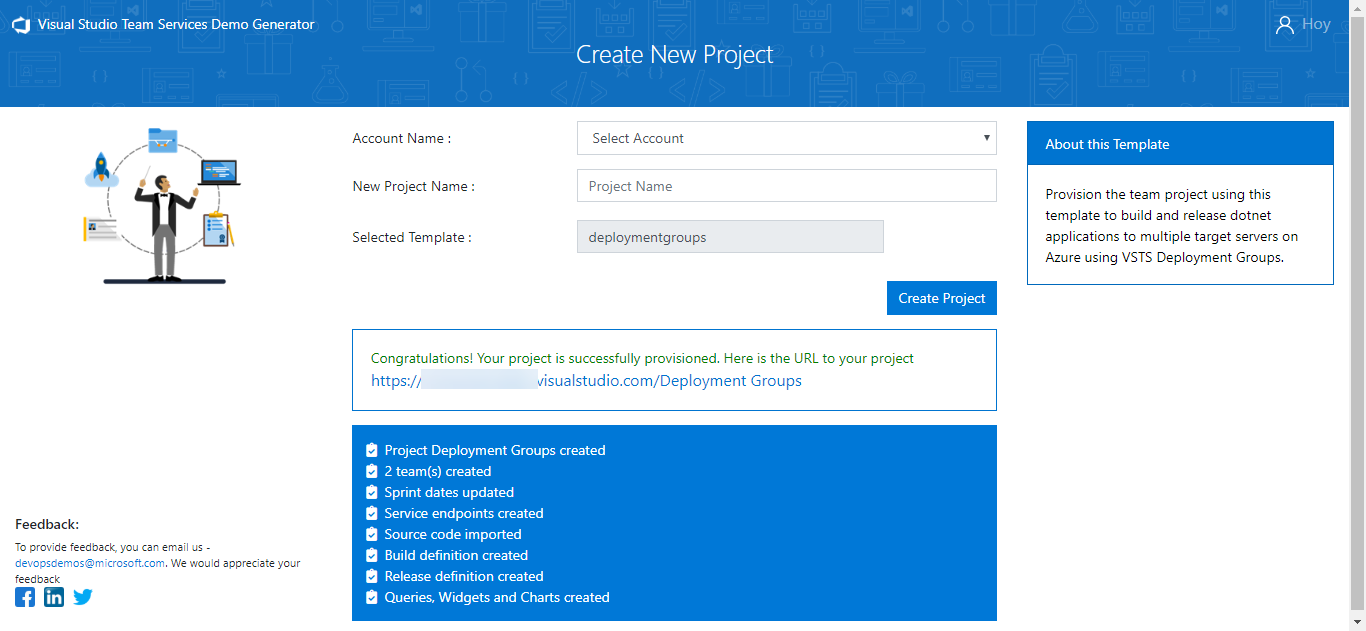 Visual Studio Team Services Demo Generator
Hoy
Create New Project
Account Name :
Select Account
New Project Name :
Project Name
Selected Template :
deploymentgroups
Create Project
About this Template
Provision the team project using this
template to build and release dotnet
applications to multiple target servers on
Azure using VSTS Deployment Groups.
Congratulations! Your project is successfully provisioned. Here is the URL to your project
https:// visualstudio.com/Deployment Groups
Project Deployment Groups created
2 team(s) created
Sprint dates updated
Service endpoints created
Source code imported
Build definition created
Release definition created
Queries, Widgets and Charts created
Feedback:
To provide feedback, you can email us -
devopsdemos@microsoft.com. We would appreciate your
feedback